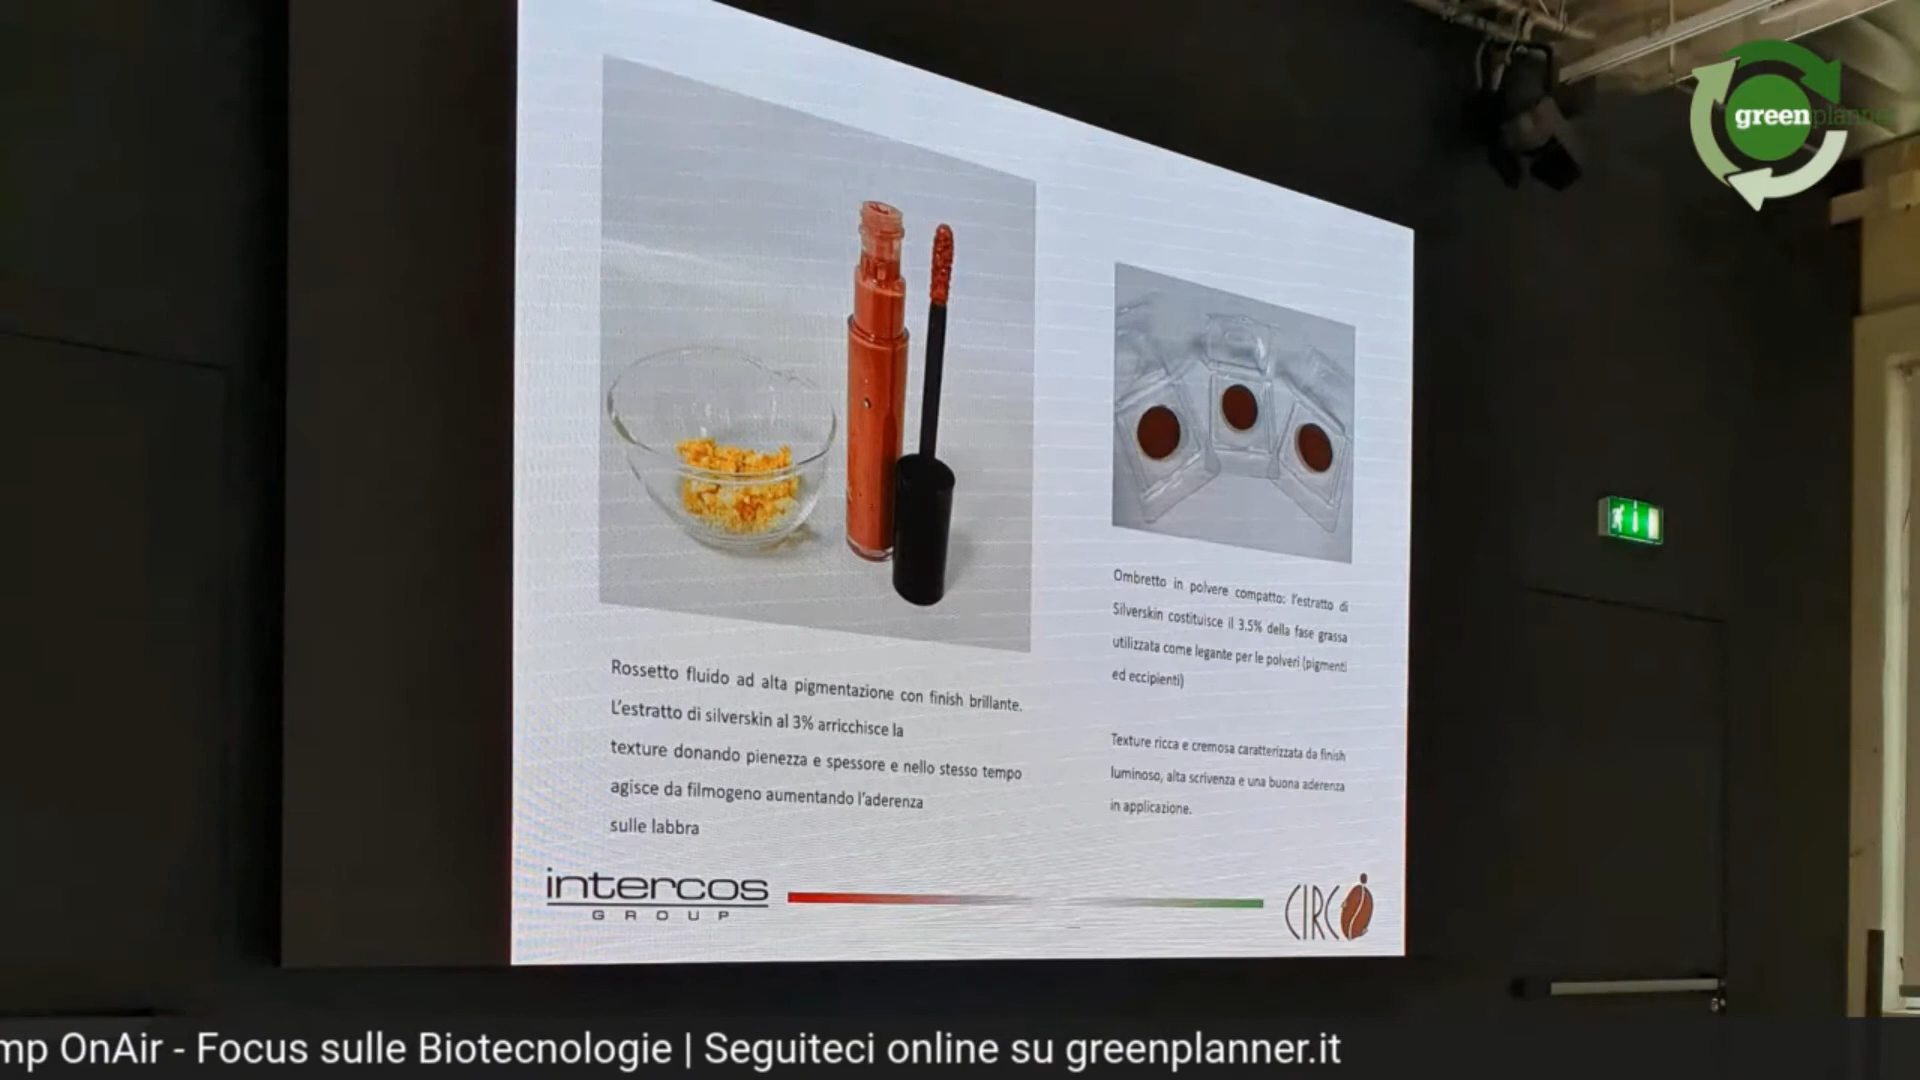 greenplanner
Rossetto fluido ad alta pigmentazione con finish brillante.
L'estratto di silverskin al 3% arricchisce la
texture donando pienezza e spessore e nello stesso tempo
agisce da filmogeno aumentando l'aderenza
sulle labbra
Ombretto in polvere compatto: l'estratto di
Silverskin costituisce il 3.5% della fase grassa
utilizzata come legante per le polveri (pigmenti
ed eccipienti)
Texture ricca e cremosa caratterizzata da finish
luminoso, alta scrivenza e una buona aderenza
in applicazione.
intercos
GROUP
CIRC
mp OnAir - Focus sulle Biotecnologie | Seguiteci online su greenplanner.it